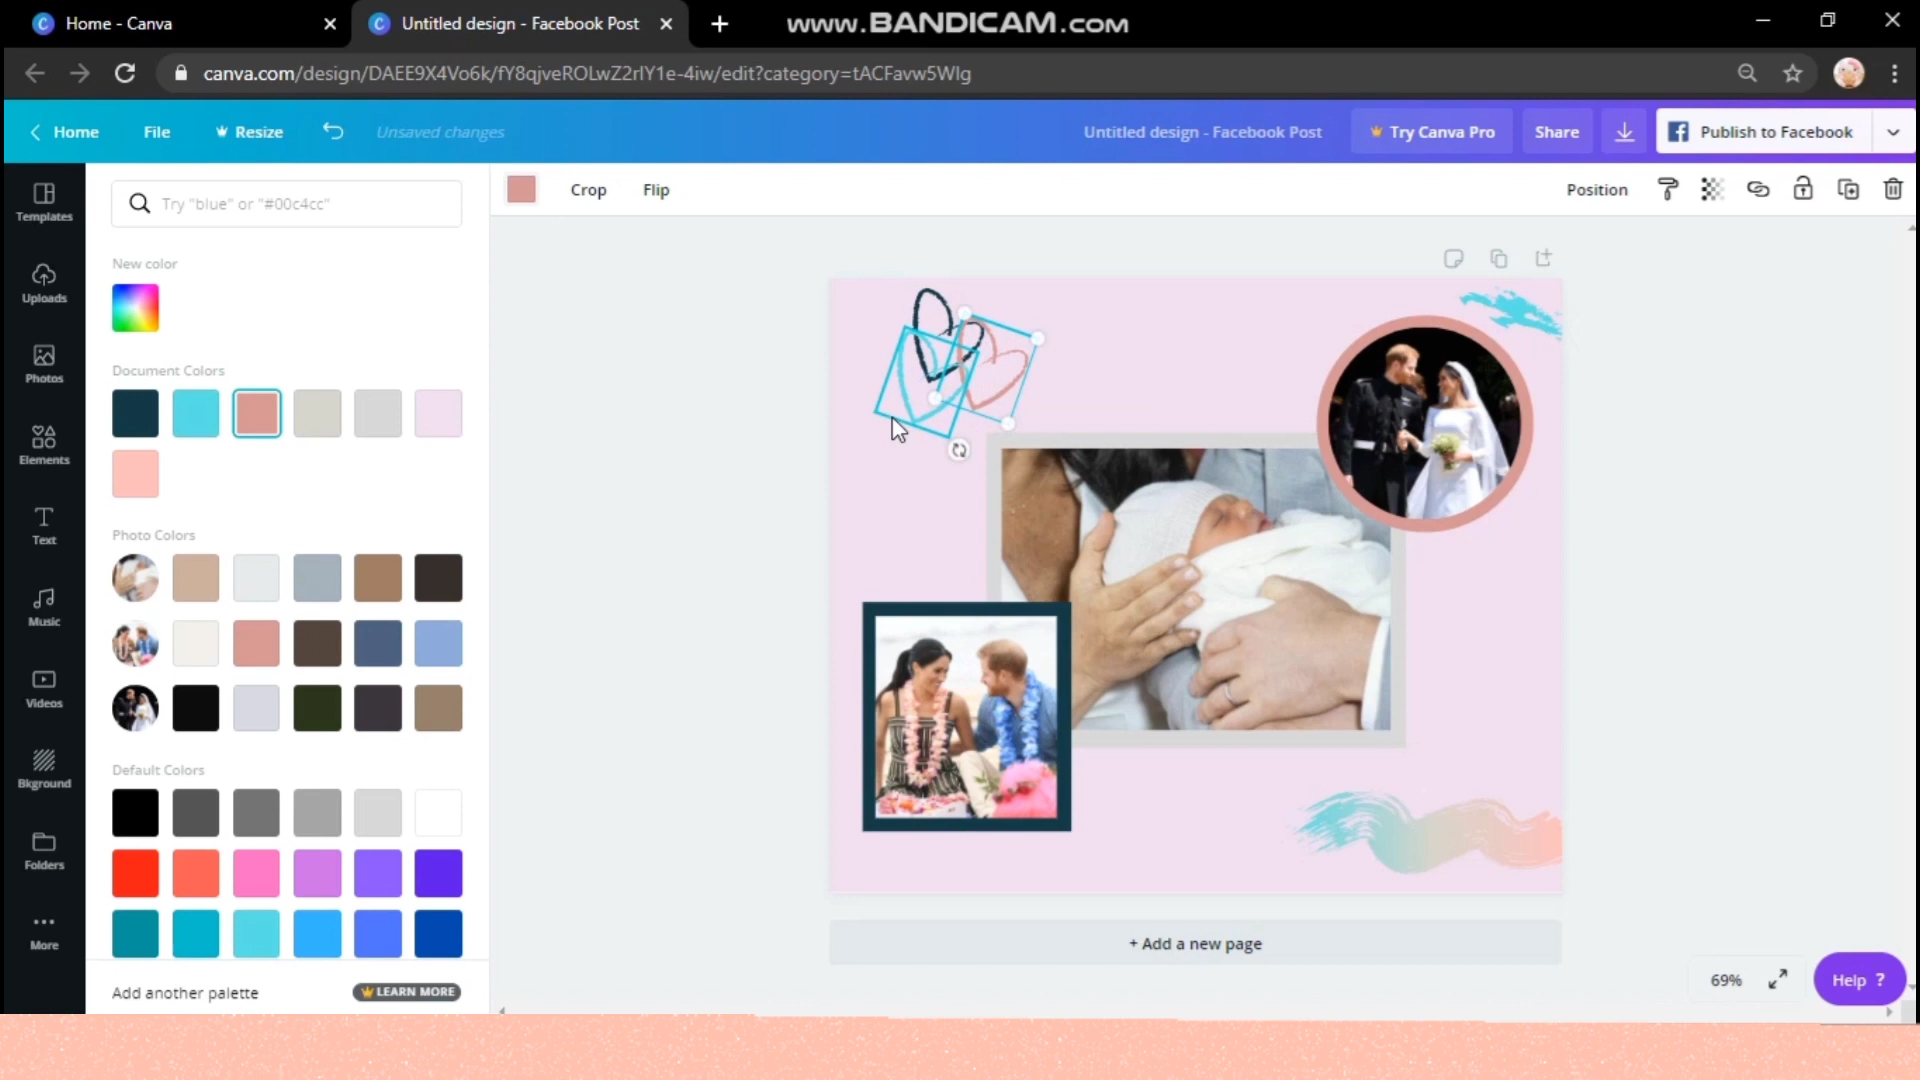 Home - Canva
Untitled design - Facebook Post
www.BANDICAM.com
canva.com/design/DAEE9X4Vo6k/fY8qjveROLwZ2rlY1e-4iw/edit?category=tACFavw5WIg
Home
File
Resize
Unsaved changes
Untitled design - Facebook Post
Try Canva Pro
Share
Publish to Facebook
Templates
Uploads
Photos
Elements
Text
Music
Videos
Bkground
Folders
More
Try "blue" or "#00c4cc"
Crop
Flip
Position
New color
Document Colors
Photo Colors
Default Colors
Add another palette
LEARN MORE
+ Add a new page
69%
Help ?